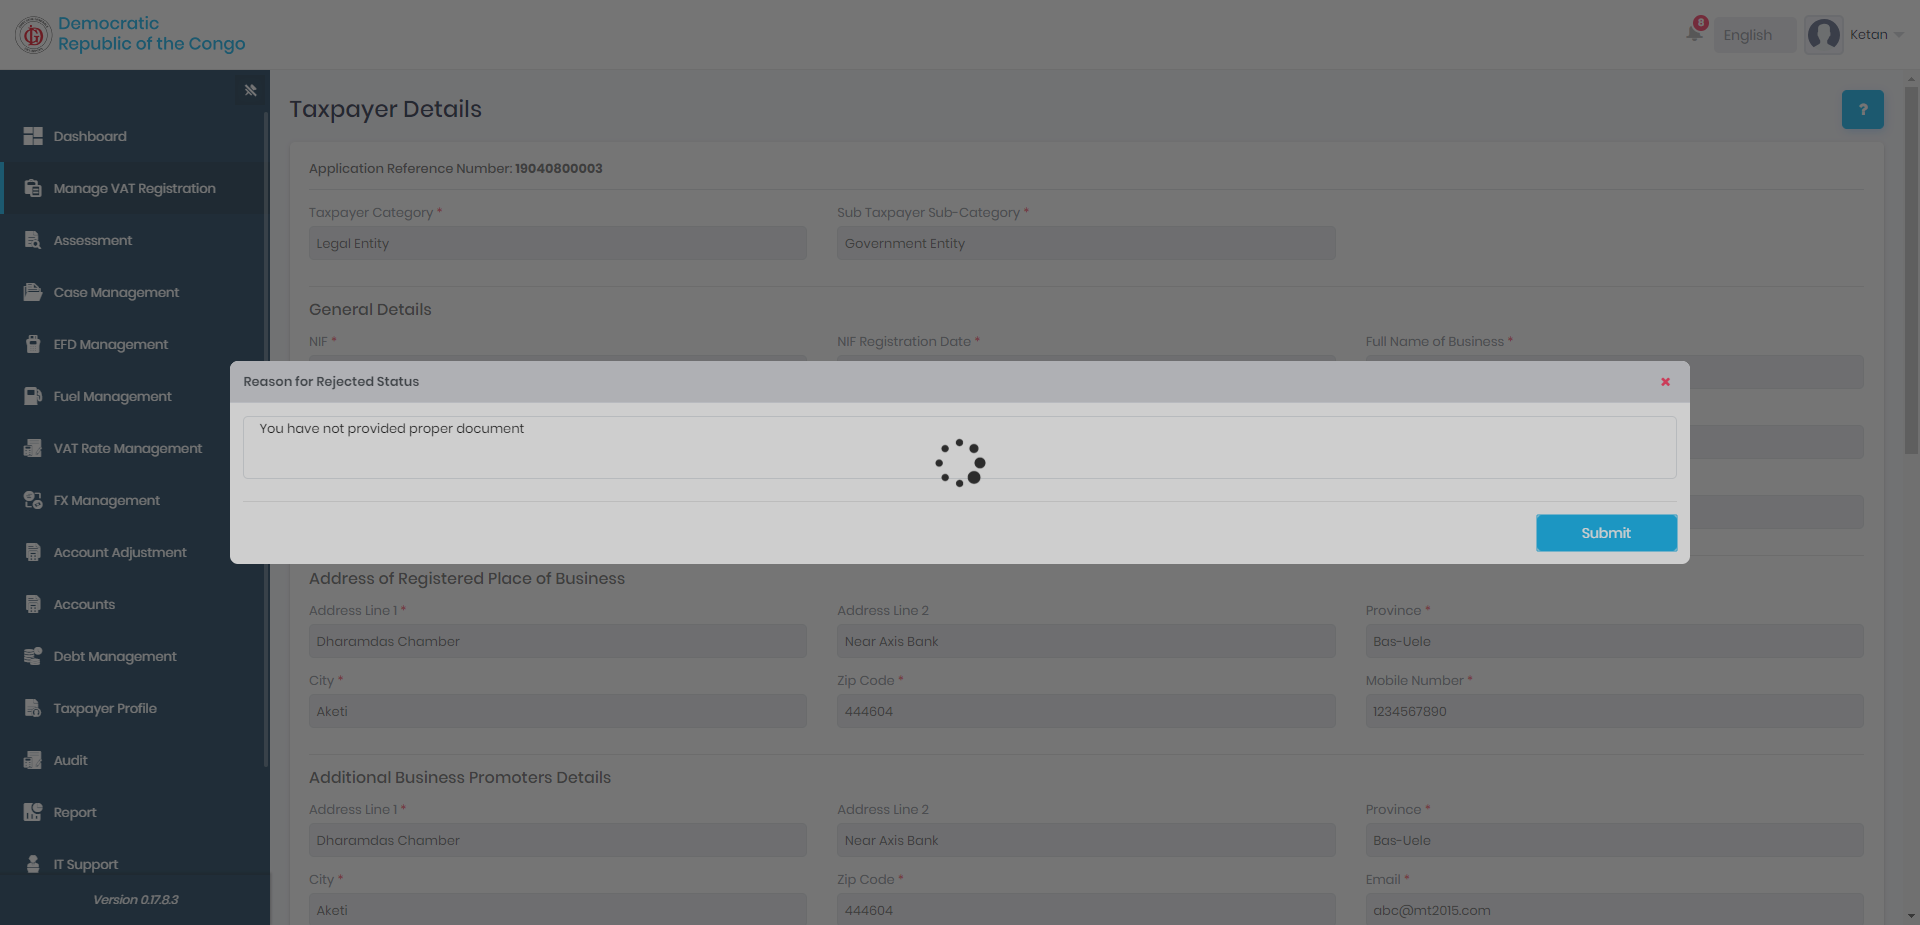 Democratic
Republic of the Congo
8
English
Ketan
Dashboard
Manage VAT Registration
Assessment
Case Management
EFD Management
Fuel Management
VAT Rate Management
FX Management
Account Adjustment
Accounts
Debt Management
Taxpayer Profile
Audit
Report
IT Support
Version 0.17.8.3
Taxpayer Details
?
Application Reference Number: 19040800003
Taxpayer Category *
Sub Taxpayer Sub-Category *
Legal Entity
Government Entity
General Details
NIF *
NIF Registration Date *
Full Name of Business *
Reason for Rejected Status
You have not provided proper document
Submit
Address of Registered Place of Business
Address Line 1 *
Address Line 2
Province *
Dharamdas Chamber
Near Axis Bank
Bas-Uele
City *
Zip Code *
Mobile Number *
Aketi
444604
1234567890
Additional Business Promoters Details
Address Line 1 *
Address Line 2
Province *
Dharamdas Chamber
Near Axis Bank
Bas-Uele
City *
Zip Code *
Email *
Aketi
444604
abc@mt2015.com